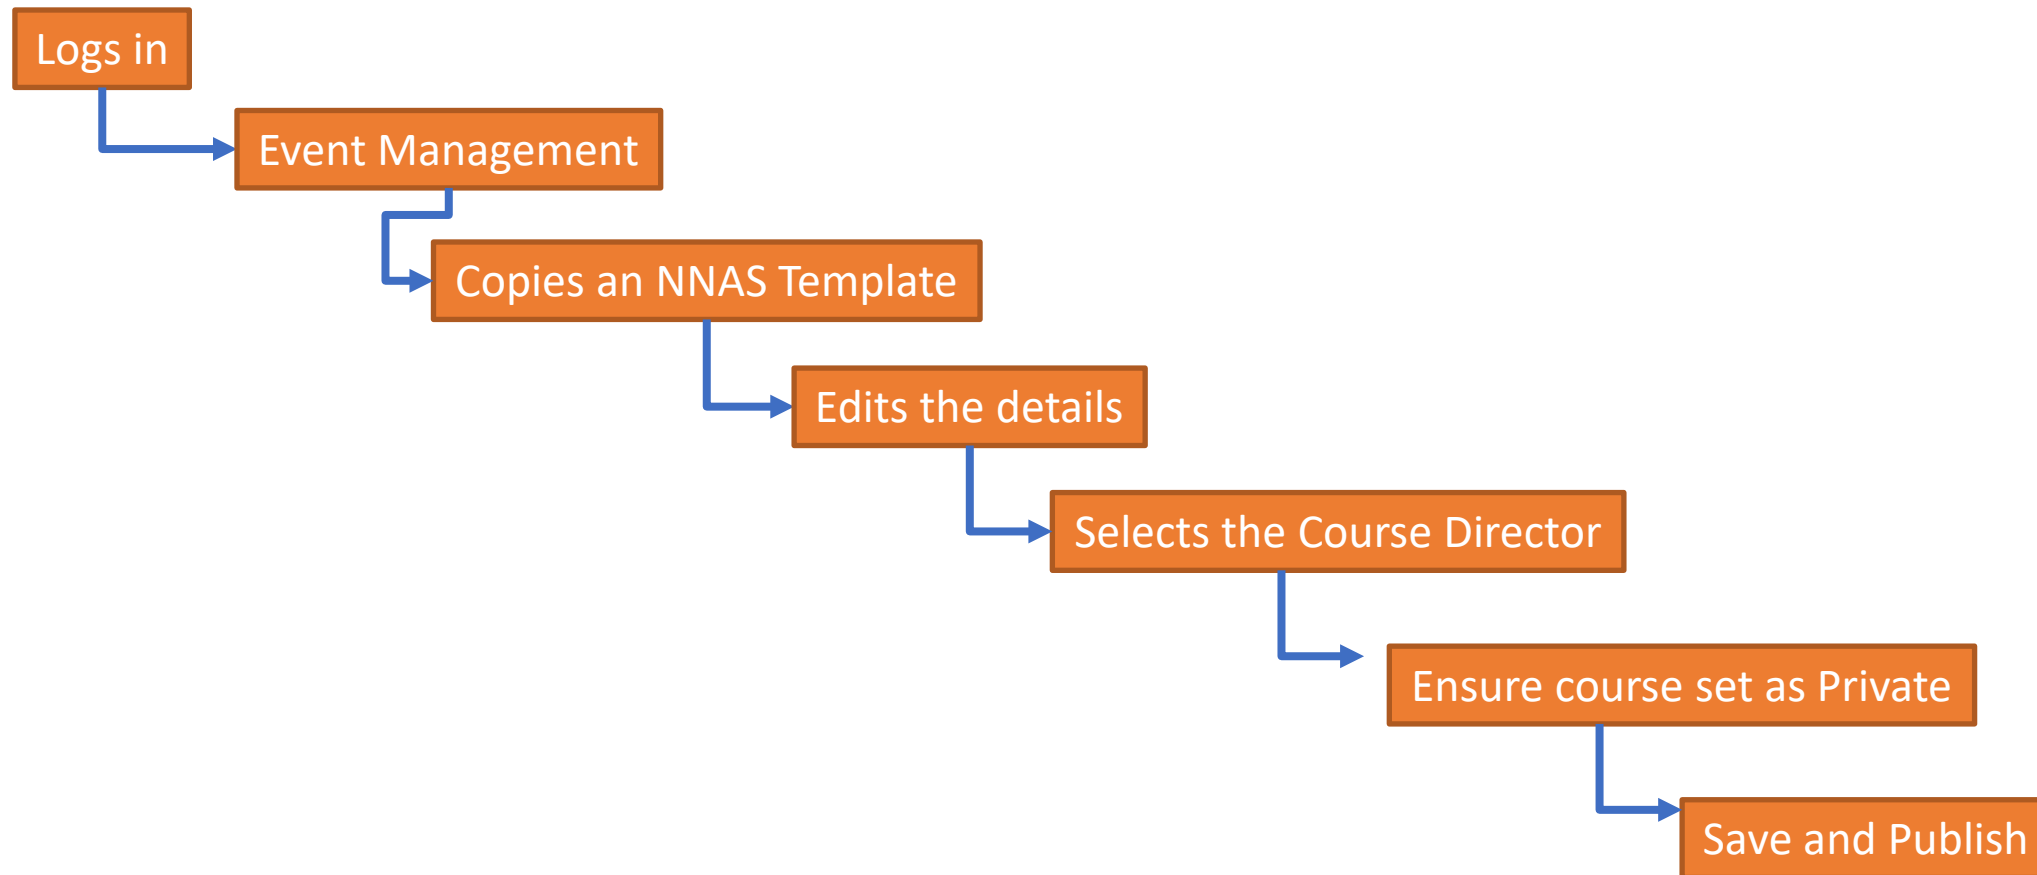 Logs in
Event Management
Copies an NNAS Template
Edits the details
Selects the Course Director
Ensure course set as Private
Save and Publish